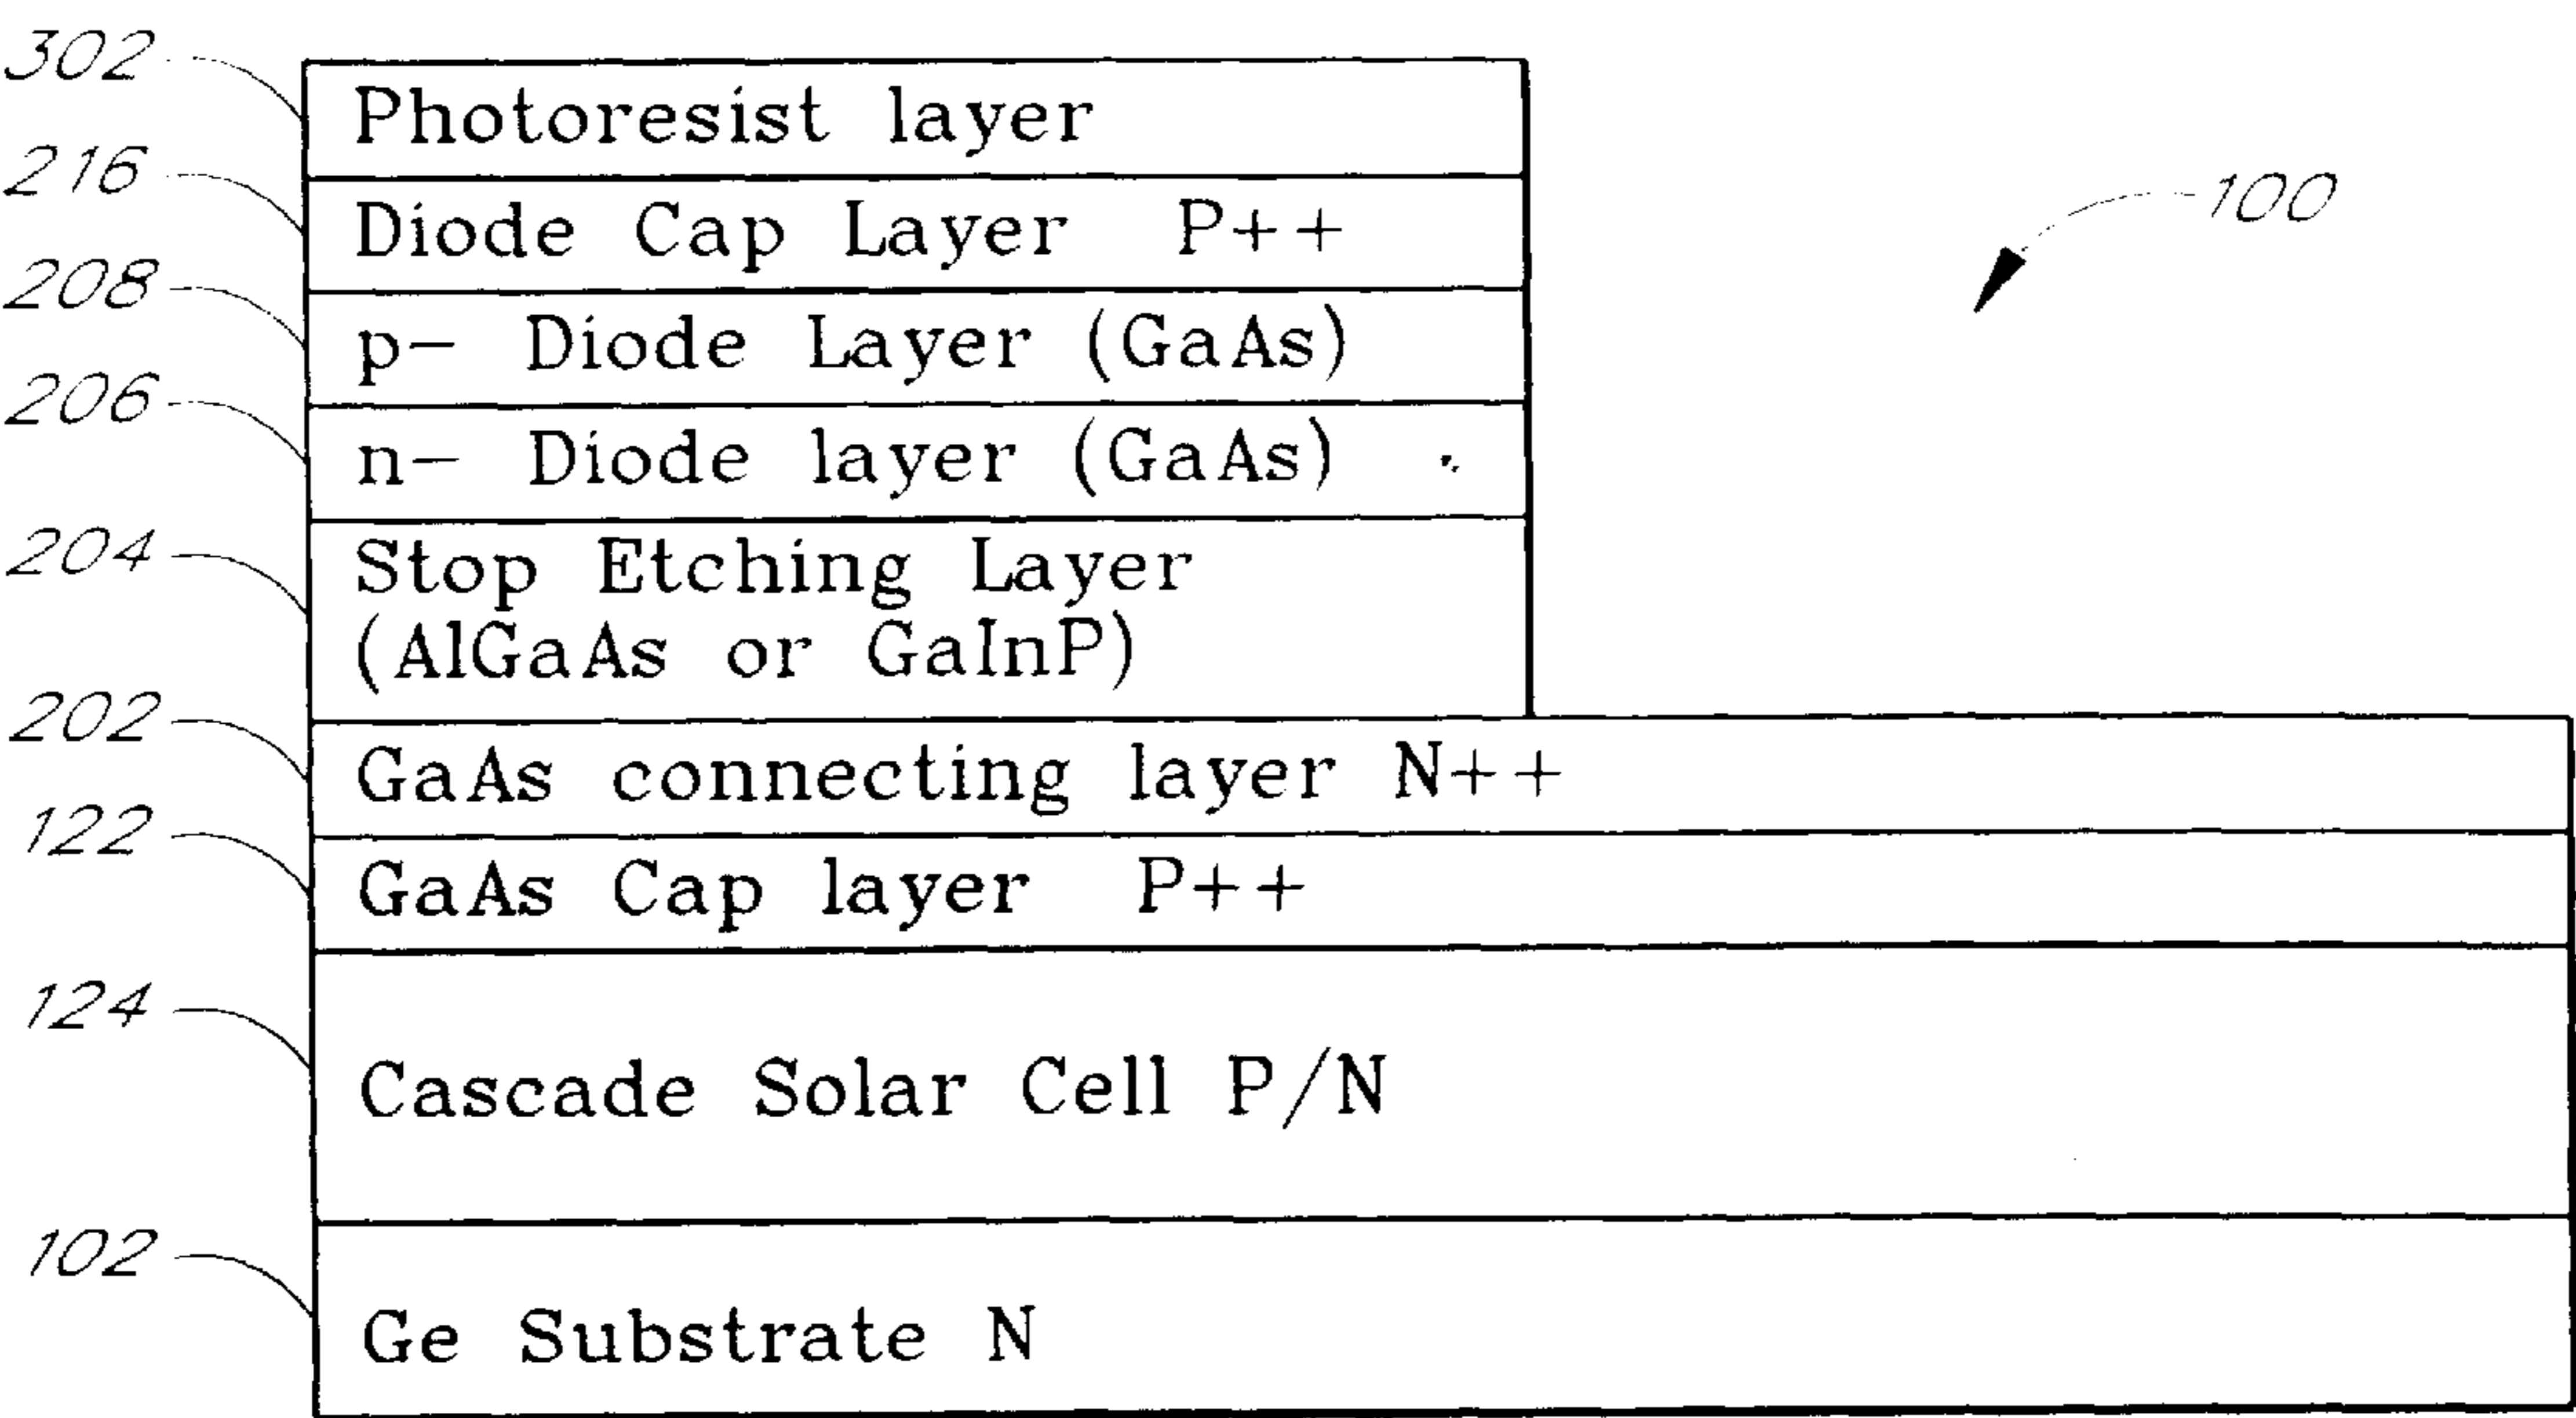 302
Photoresist layer
216
Diode Cap Layer P++
100
208
p- Diode Layer (GaAs)
206
n- Diode layer (GaAs)
204
Stop Etching Layer
(AlGaAs or GaInP)
202
GaAs connecting layer N++
122
GaAs Cap layer P++
124
Cascade Solar Cell P/N
102
Ge Substrate N